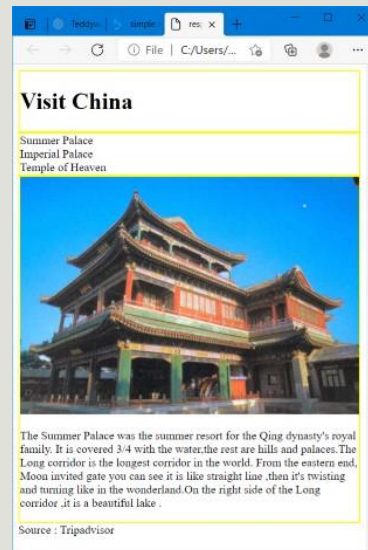 Teddysu
simple
res
File | C:/Users/...
Visit China
Summer Palace
Imperial Palace
Temple of Heaven
The Summer Palace was the summer resort for the Qing dynasty's royal
family. It is covered 3/4 with the water,the rest are hills and palaces.The
Long corridor is the longest corridor in the world. From the eastern end,
Moon invited gate you can see it is like straight line ,then it's twisting
and turning like in the wonderland.On the right side of the Long
corridor ,it is a beautiful lake .
Source : Tripadvisor